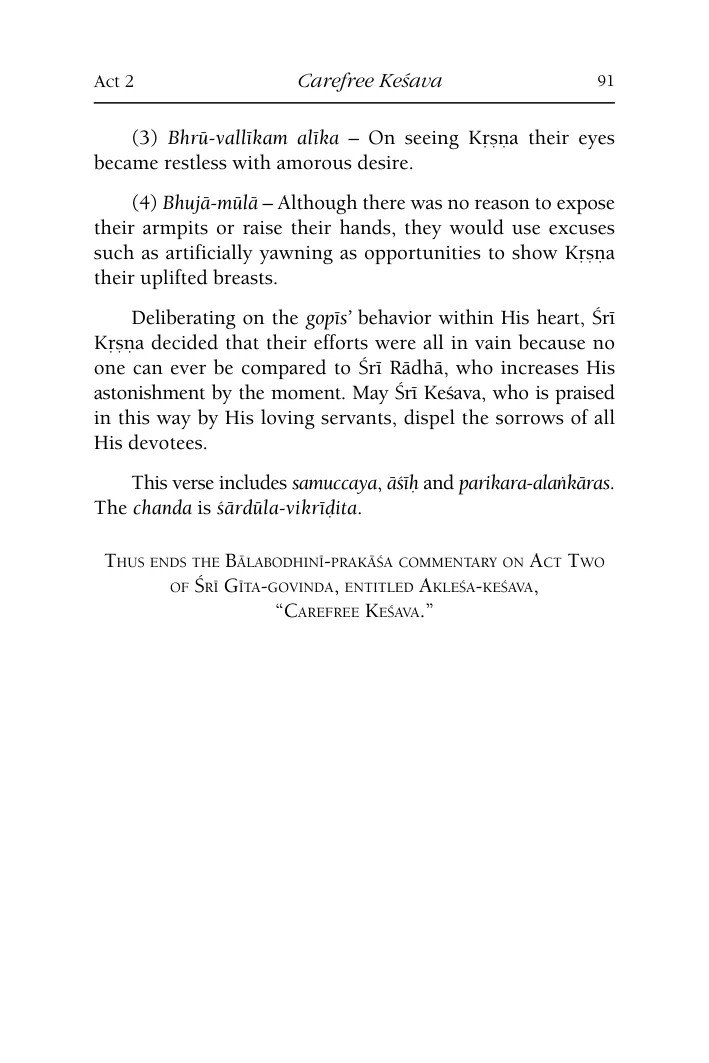 Act 2 Carefree Keśava 91
(3) Bhrū-vallīkam alīka – On seeing Kṛṣṇa their eyes
became restless with amorous desire.
(4) Bhujā-mūlā – Although there was no reason to expose
their armpits or raise their hands, they would use excuses
such as artificially yawning as opportunities to show Kṛṣṇa
their uplifted breasts.
Deliberating on the gopīs’ behavior within His heart, Śrī
Kṛṣṇa decided that their efforts were all in vain because no
one can ever be compared to Śrī Rādhā, who increases His
astonishment by the moment. May Śrī Keśava, who is praised
in this way by His loving servants, dispel the sorrows of all
His devotees.
This verse includes samuccaya, āśīḥ and parikara-alaṅkāras.
The chanda is śārdūla-vikrīḍita.
Thus ends the Bālabodhinī-prakāśa commentary on Act Two
of Śrī Gīta-govinda, entitled Akleśa-keśava,
“Carefree Keśava.”